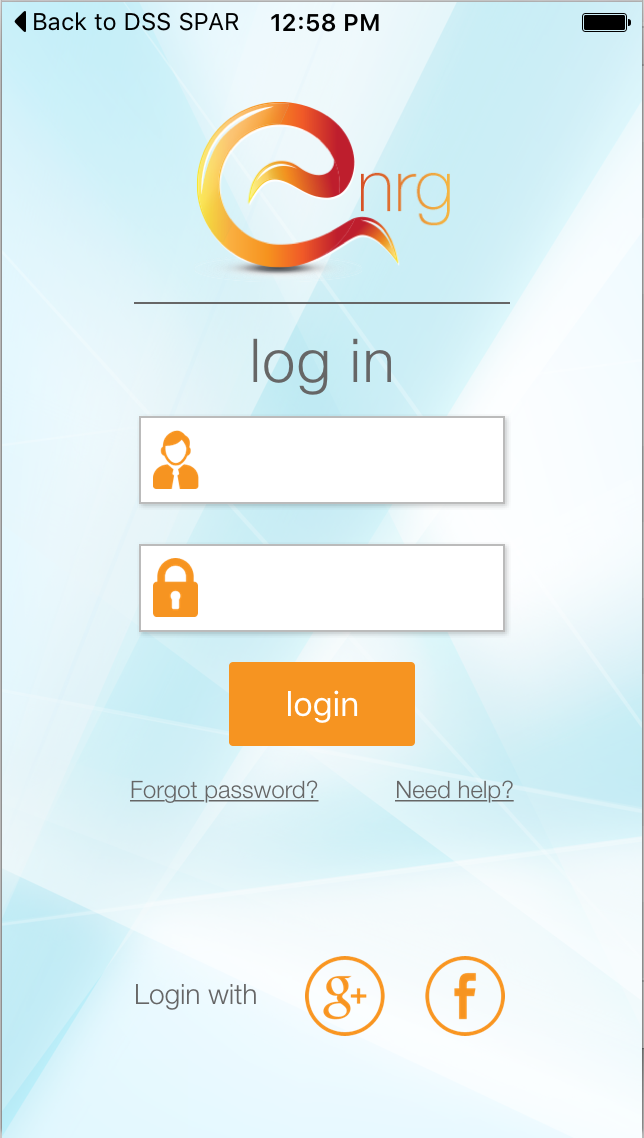 Back to DSS SPAR 12:58 PM
enrg
log in
login
Forgot password? Need help?
Login with g+ f